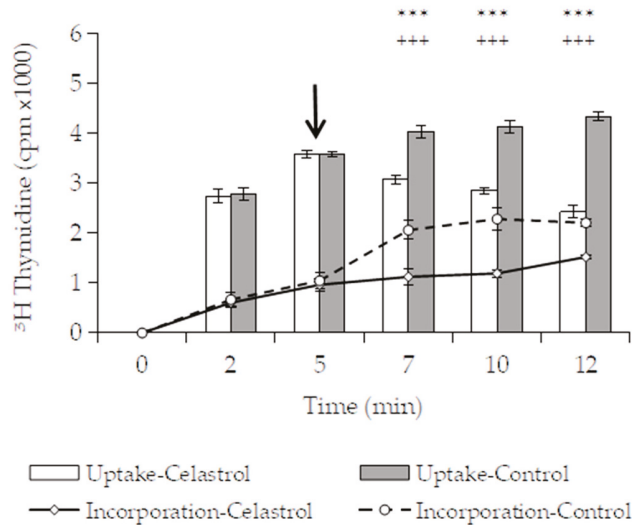 *** *** ***
+++ +++ +++
6
5
4
3
2
1
0
³H Thymidine (cpm x1000)
0 2 5 7 10 12
Time (min)
Uptake-Celastrol Uptake-Control
Incorporation-Celastrol Incorporation-Control